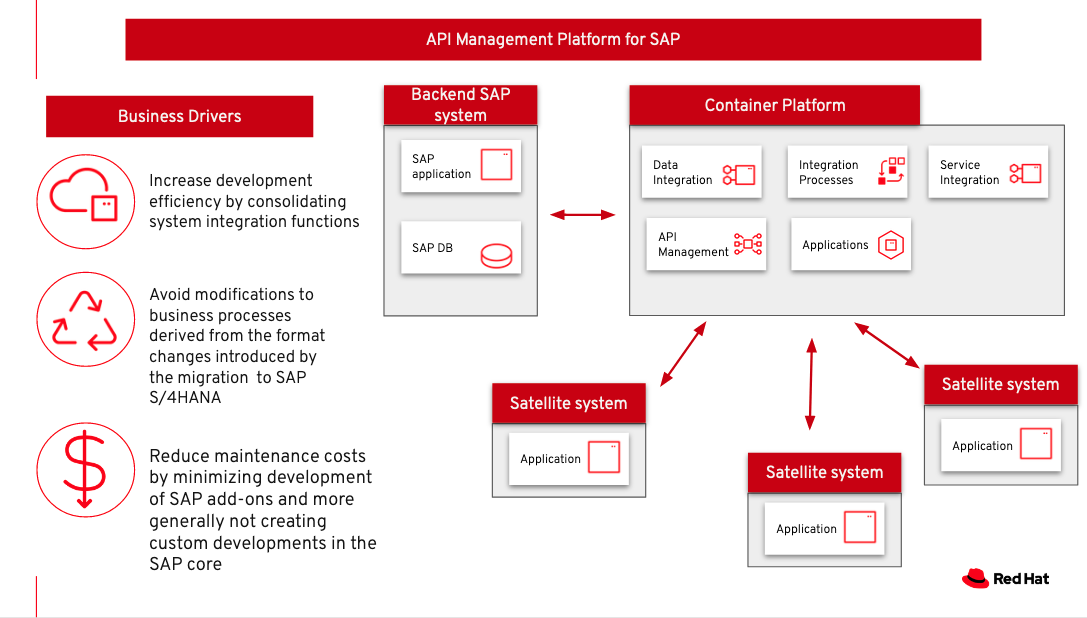 API Management Platform for SAP
Business Drivers
Increase development
efficiency by consolidating
system integration functions
Avoid modifications to
business processes
derived from the format
changes introduced by
the migration to SAP
S/4HANA
Reduce maintenance costs
by minimizing development
of SAP add-ons and more
generally not creating
custom developments in the
SAP core
Backend SAP
system
SAP
application
SAP DB
Container Platform
Data
Integration
Integration
Processes
Service
Integration
API
Management
Applications
Satellite system
Application
Satellite system
Application
Satellite system
Application
Red Hat